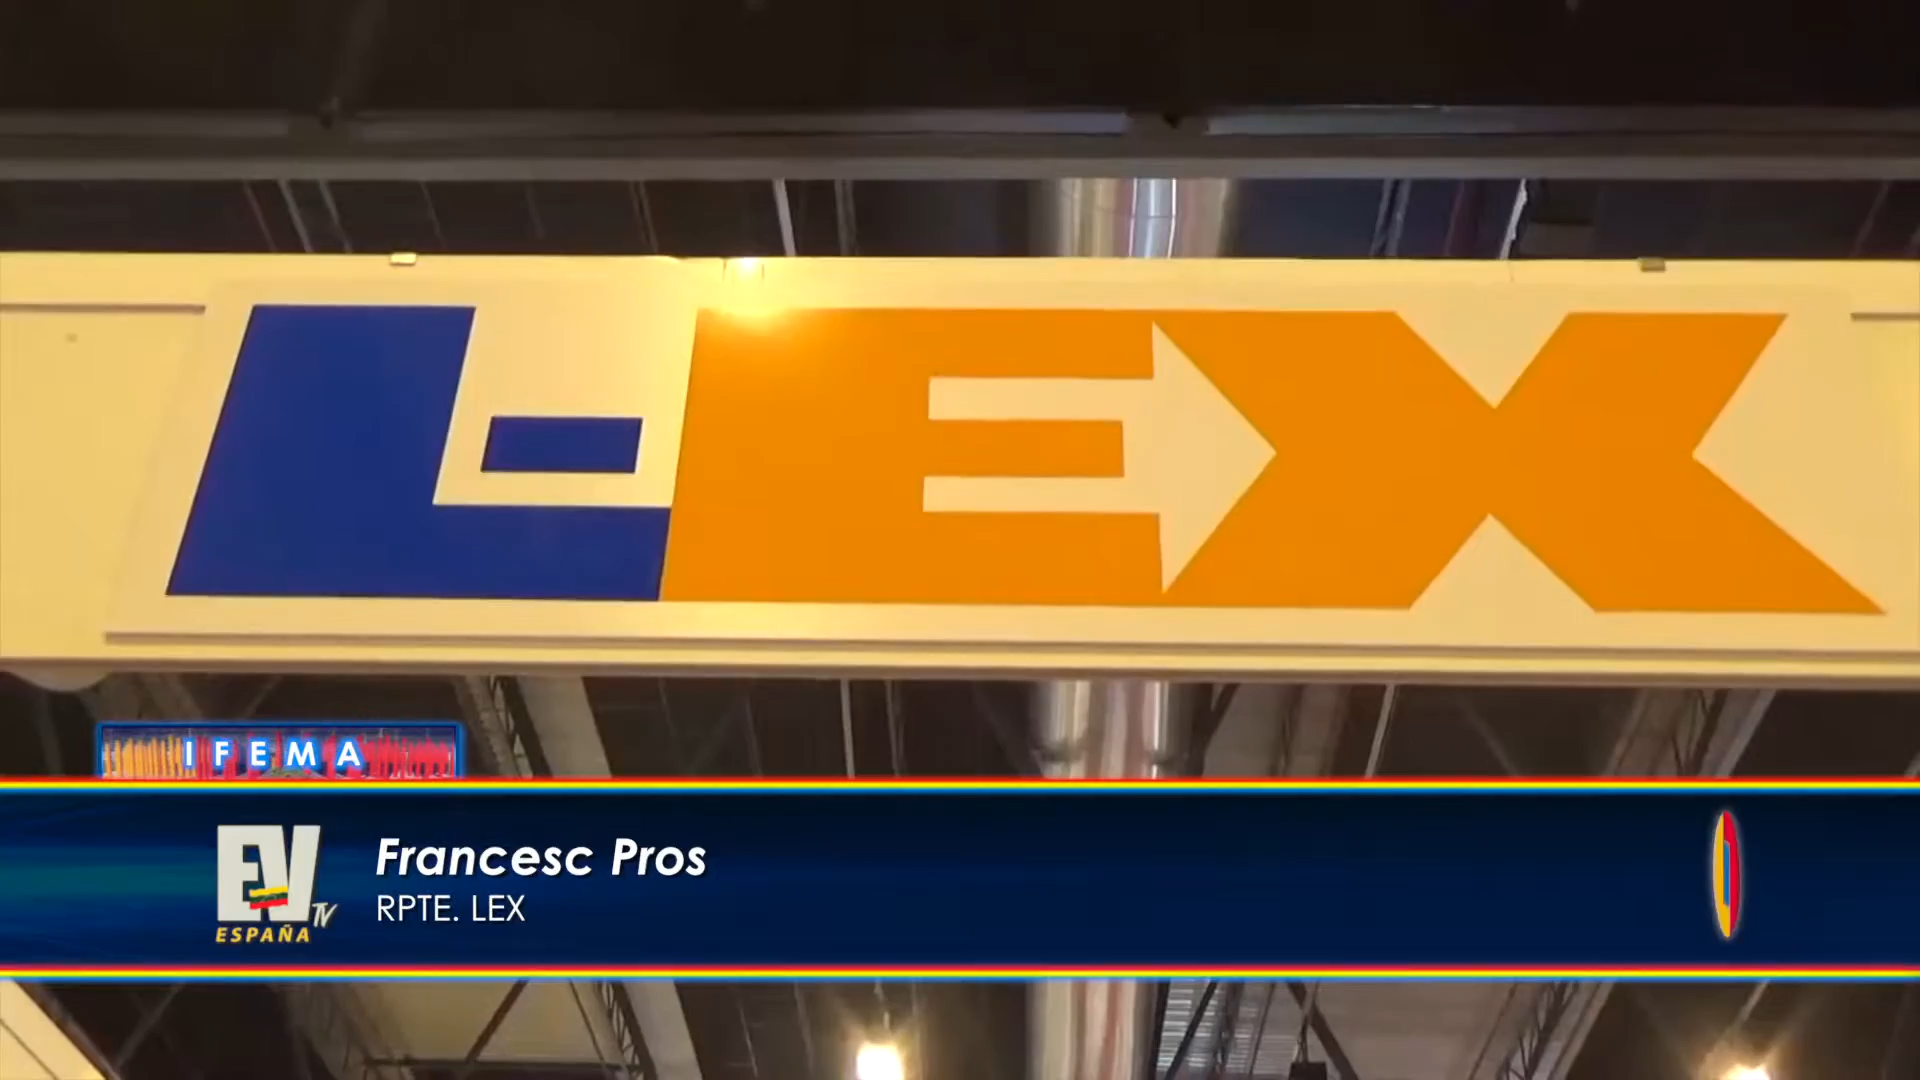 L-EX
IFEMA
EV TV
ESPAÑA
Francesc Pros
RPTE. LEX